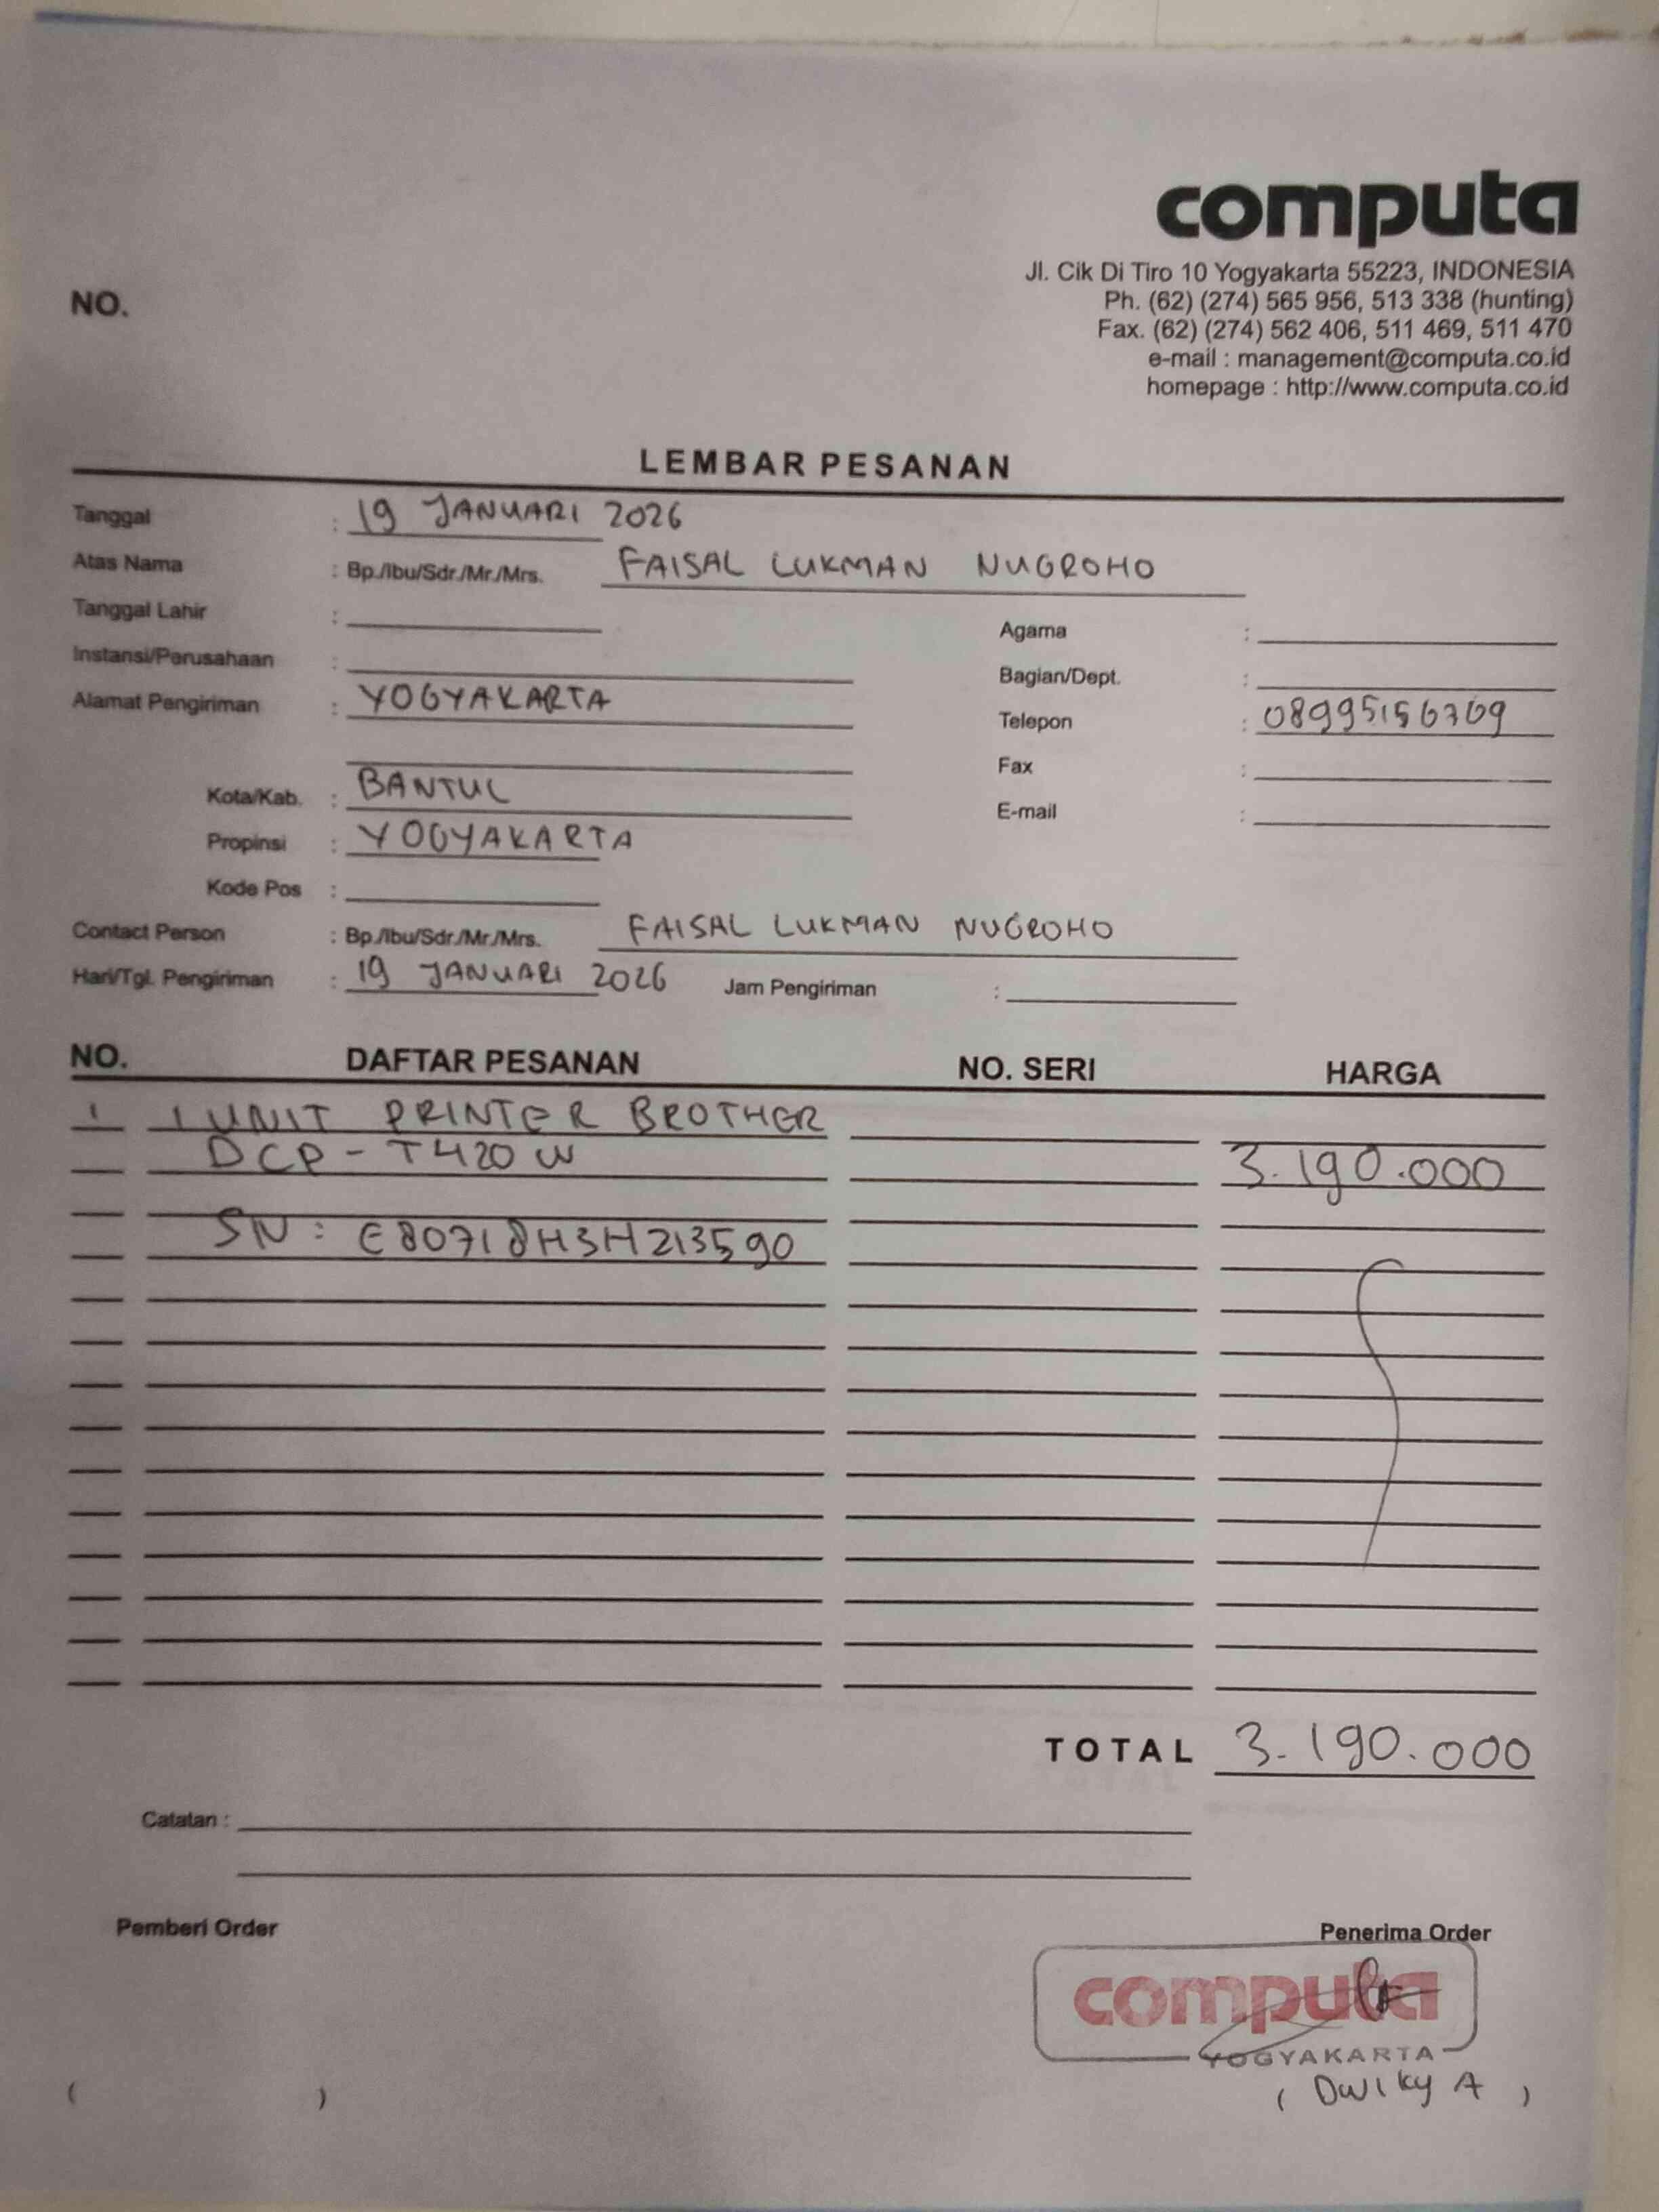 computa
Jl. Cik Di Tiro 10 Yogyakarta 55223, INDONESIA
NO.
Ph. (62) (274) 565 956, 513 338 (hunting)
Fax. (62) (274) 562 406, 511 469, 511 470
e-mail : management@computa.co.id
homepage : http://www.computa.co.id
LEMBAR PESANAN
Tanggal : 19 JANUARI 2026
Atas Nama : Bp./Ibu/Sdr./Mr./Mrs. FAISAL LUKMAN NUGROHO
Tanggal Lahir :
Agama :
Instansi/Perusahaan :
Bagian/Dept. :
Alamat Pengiriman : YOGYAKARTA
Telepon : 08995156769
Fax :
Kota/Kab. : BANTUL
E-mail :
Propinsi : YOGYAKARTA
Kode Pos :
Contact Person : Bp./Ibu/Sdr./Mr./Mrs. FAISAL LUKMAN NUGROHO
Hari/Tgl. Pengiriman : 19 JANUARI 2026 Jam Pengiriman :
NO. DAFTAR PESANAN NO. SERI HARGA
1 1 UNIT PRINTER BROTHER
DCP - T420W 3.190.000
SN : E80718H3H213590
TOTAL 3.190.000
Catatan :
Pemberi Order Penerima Order
computa
YOGYAKARTA
( ) ( Dwiky A )